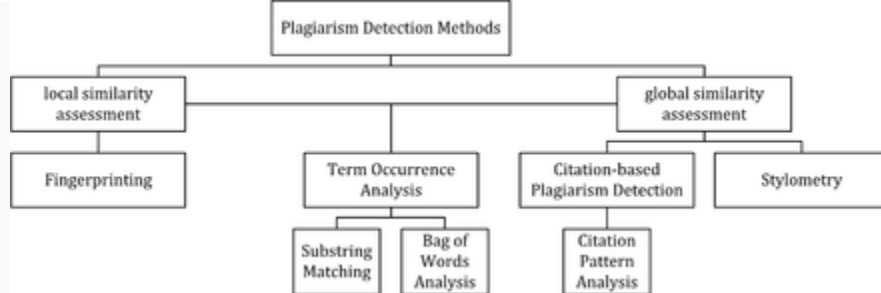 Plagiarism Detection Methods
local similarity
assessment
global similarity
assessment
Fingerprinting
Term Occurrence
Analysis
Citation-based
Plagiarism Detection
Stylometry
Substring
Matching
Bag of
Words
Analysis
Citation
Pattern
Analysis